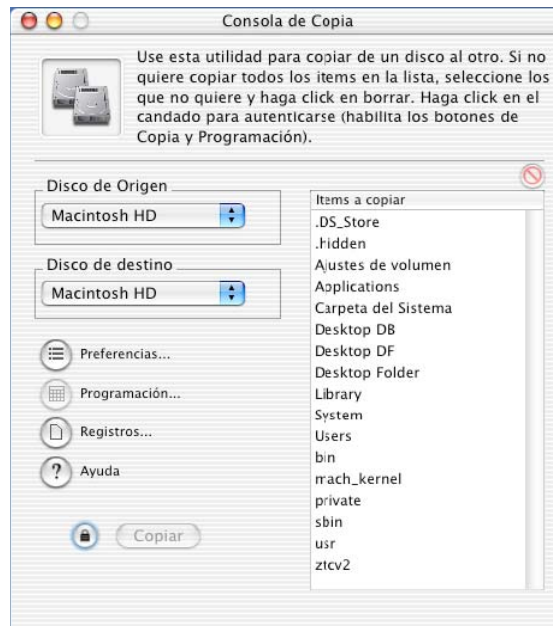 Consola de Copia
Use esta utilidad para copiar de un disco al otro. Si no
quiere copiar todos los items en la lista, seleccione los
que no quiere y haga click en borrar. Haga click en el
candado para autenticarse (habilita los botones de
Copia y Programación).
Disco de Origen
Macintosh HD
Disco de destino
Macintosh HD
Preferencias...
Programación...
Registros...
Ayuda
Copiar
Items a copiar
.DS_Store
.hidden
Ajustes de volumen
Applications
Carpeta del Sistema
Desktop DB
Desktop DF
Desktop Folder
Library
System
Users
bin
mach_kernel
private
sbin
usr
ztcv2